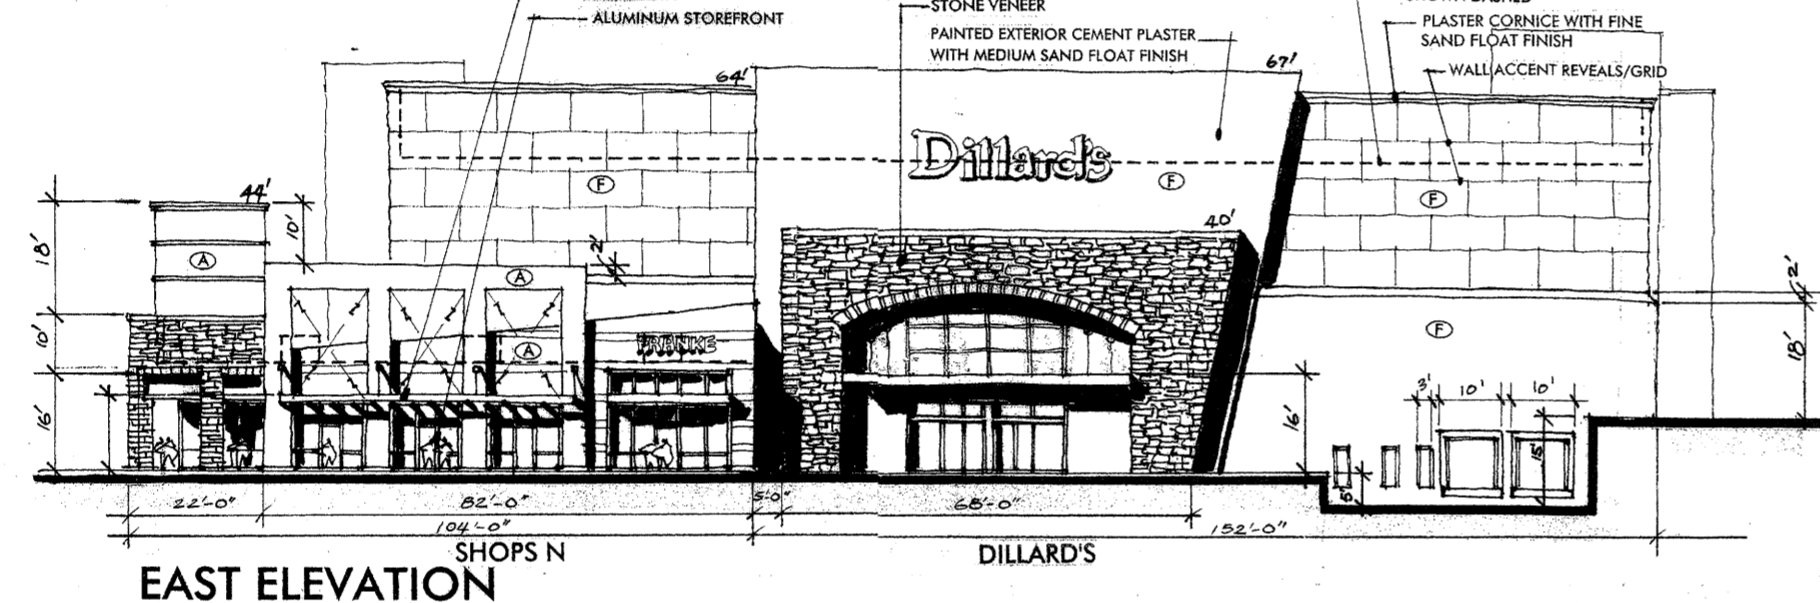 ALUMINUM STOREFRONT
STONE VENEER
PAINTED EXTERIOR CEMENT PLASTER
WITH MEDIUM SAND FLOAT FINISH
PLASTER CORNICE WITH FINE
SAND FLOAT FINISH
WALL ACCENT REVEALS/GRID
64'
67'
Dillard's
F
F
F
44'
10'
18'
A
2'
A
40'
2'
F
10'
A
FRANKE
18'
3'
10'
10'
16'
16'
15'
5'
22'-0"
82'-0"
5'-0"
68'-0"
104'-0"
152'-0"
SHOPS N
DILLARD'S
EAST ELEVATION